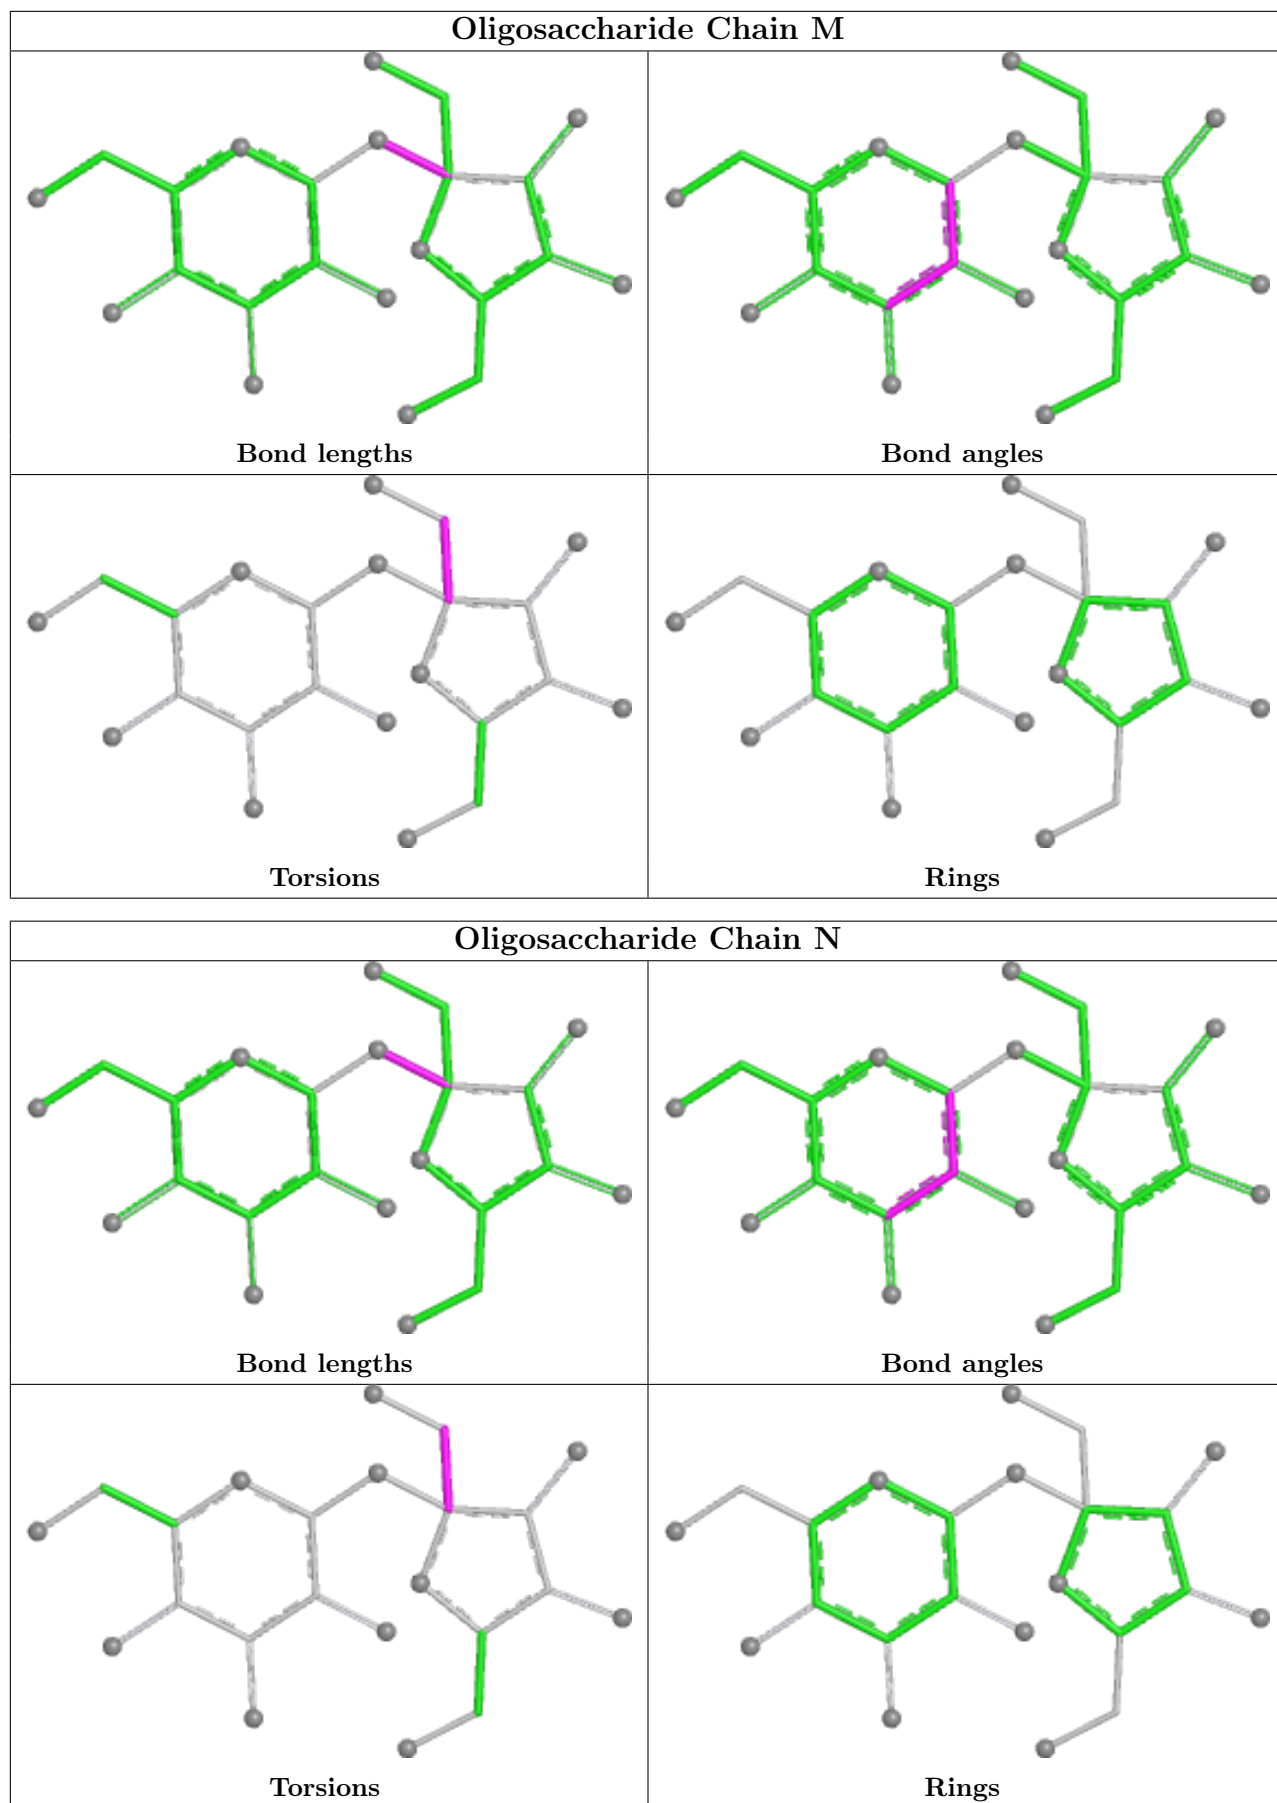 Oligosaccharide Chain M
Bond lengths
Bond angles
Torsions
Rings
Oligosaccharide Chain N
Bond lengths
Bond angles
Torsions
Rings